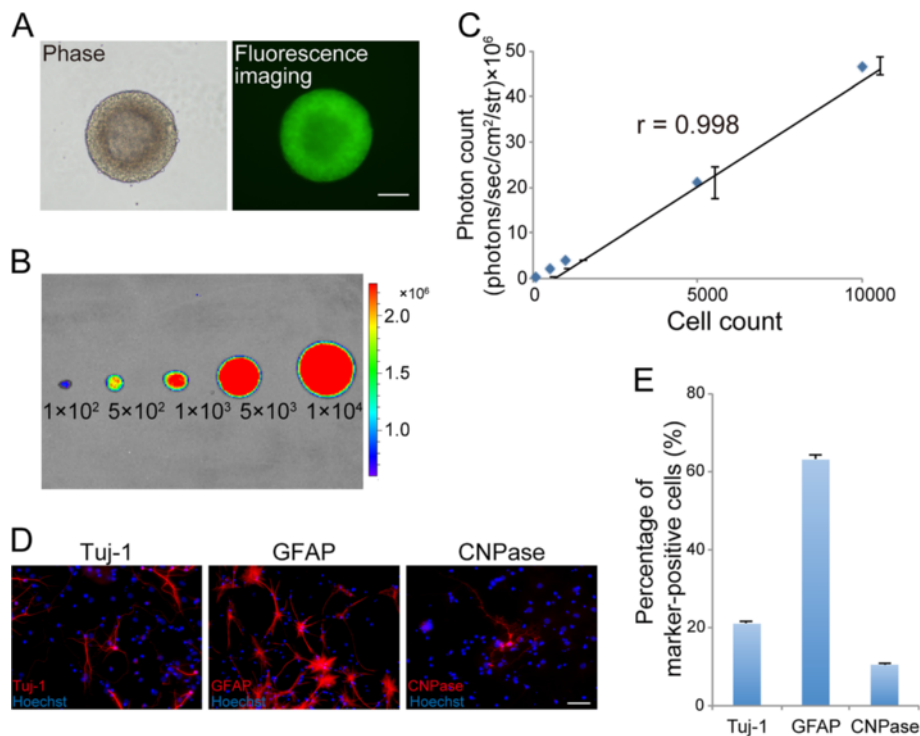 A
Phase
Fluorescence
imaging
B
×10⁶
2.0
1.6
1.4
1.0
1×10² 5×10² 1×10³ 5×10³ 1×10⁴
C
Photon count
(photons/sec/cm²/str)×10⁶
50
40
20
0
r = 0.998
0 5000 10000
Cell count
D
Tuj-1 GFAP CNPase
Tuj-1
Hoechst
GFAP
Hoechst
CNPase
Hoechst
E
Percentage of
marker-positive cells (%)
80
60
40
20
0
Tuj-1 GFAP CNPase